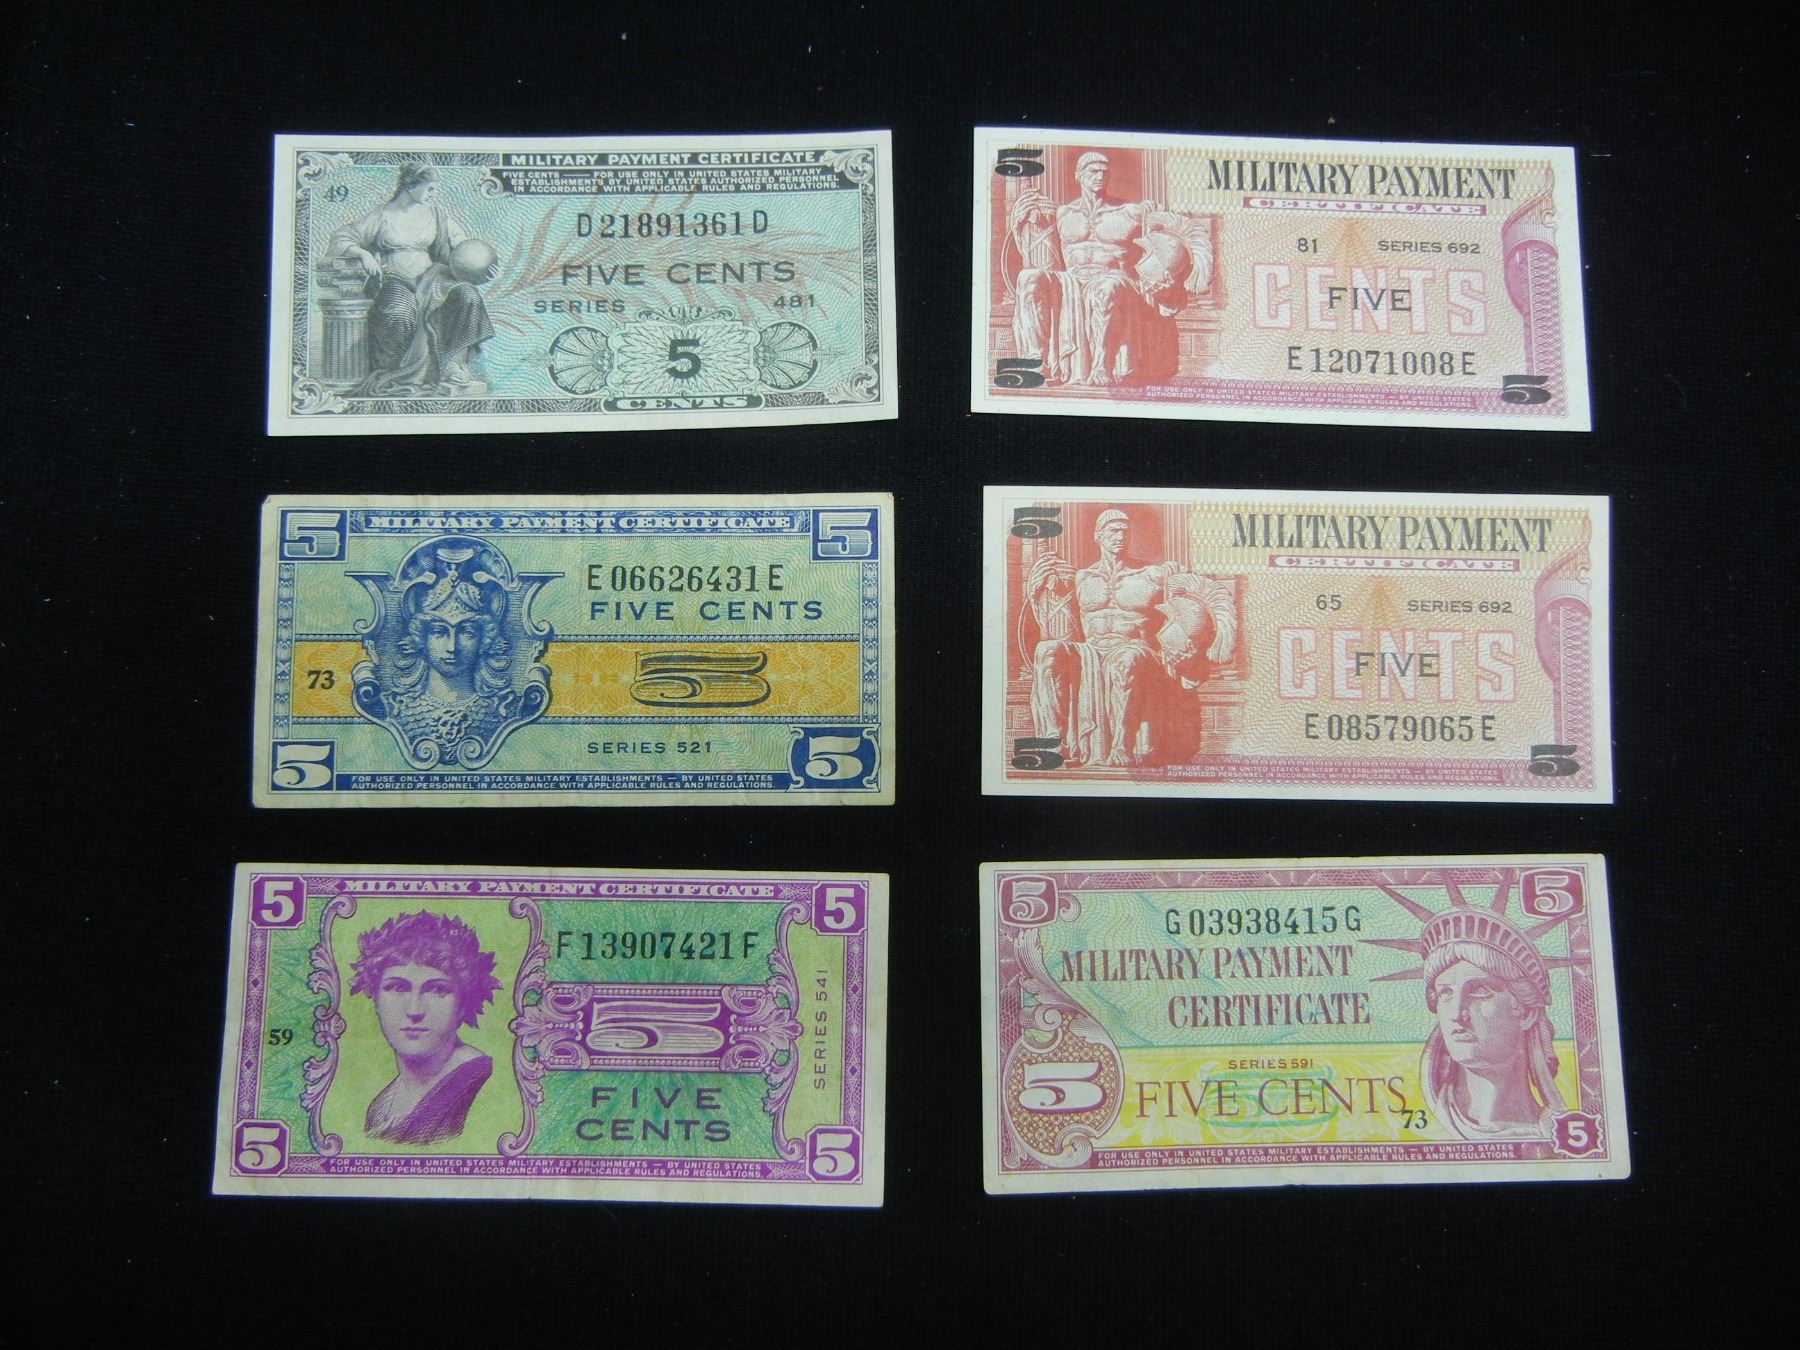 MILITARY PAYMENT CERTIFICATE
FIVE CENTS — FOR USE ONLY IN UNITED STATES MILITARY
ESTABLISHMENTS BY UNITED STATES AUTHORIZED PERSONNEL
IN ACCORDANCE WITH APPLICABLE RULES AND REGULATIONS.
49
D21891361D
FIVE CENTS
SERIES 481
5
CENTS
5
MILITARY PAYMENT
CERTIFICATE
81 SERIES 692
CENTS
FIVE
E12071008E
5
5
FOR USE ONLY IN UNITED STATES MILITARY ESTABLISHMENTS — BY UNITED STATES
AUTHORIZED PERSONNEL IN ACCORDANCE WITH APPLICABLE RULES AND REGULATIONS.
5 MILITARY PAYMENT CERTIFICATE 5
E06626431E
FIVE CENTS
73
5
SERIES 521
5
5
FOR USE ONLY IN UNITED STATES MILITARY ESTABLISHMENTS — BY UNITED STATES
AUTHORIZED PERSONNEL IN ACCORDANCE WITH APPLICABLE RULES AND REGULATIONS.
5
MILITARY PAYMENT
CERTIFICATE
65 SERIES 692
CENTS
FIVE
E08579065E
5
5
FOR USE ONLY IN UNITED STATES MILITARY ESTABLISHMENTS — BY UNITED STATES
AUTHORIZED PERSONNEL IN ACCORDANCE WITH APPLICABLE RULES AND REGULATIONS.
5 MILITARY PAYMENT CERTIFICATE 5
F13907421F
59
5
SERIES 541
FIVE
CENTS
5
5
FOR USE ONLY IN UNITED STATES MILITARY ESTABLISHMENTS — BY UNITED STATES
AUTHORIZED PERSONNEL IN ACCORDANCE WITH APPLICABLE RULES AND REGULATIONS.
5 5
G03938415G
MILITARY PAYMENT
CERTIFICATE
SERIES 591
5
FIVE CENTS
73
5
FOR USE ONLY IN UNITED STATES MILITARY ESTABLISHMENTS — BY UNITED STATES
AUTHORIZED PERSONNEL IN ACCORDANCE WITH APPLICABLE RULES AND REGULATIONS.